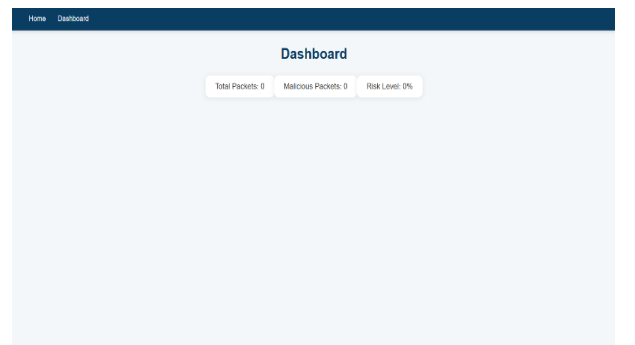 Home Dashboard
Dashboard
Total Packets: 0 Malicious Packets: 0 Risk Level: 0%